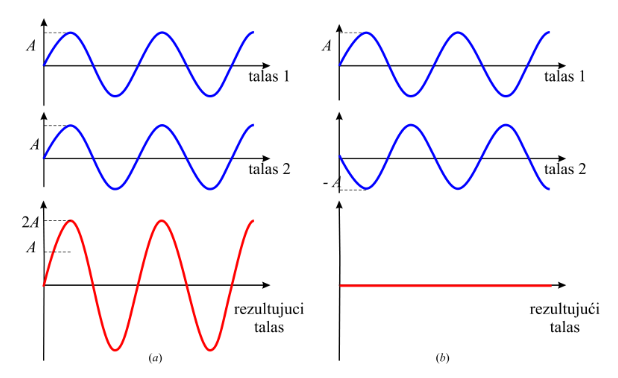 A
talas 1
A
talas 2
2A
A
rezultujuci
talas
(a)
A
talas 1
- A
talas 2
rezultujući
talas
(b)